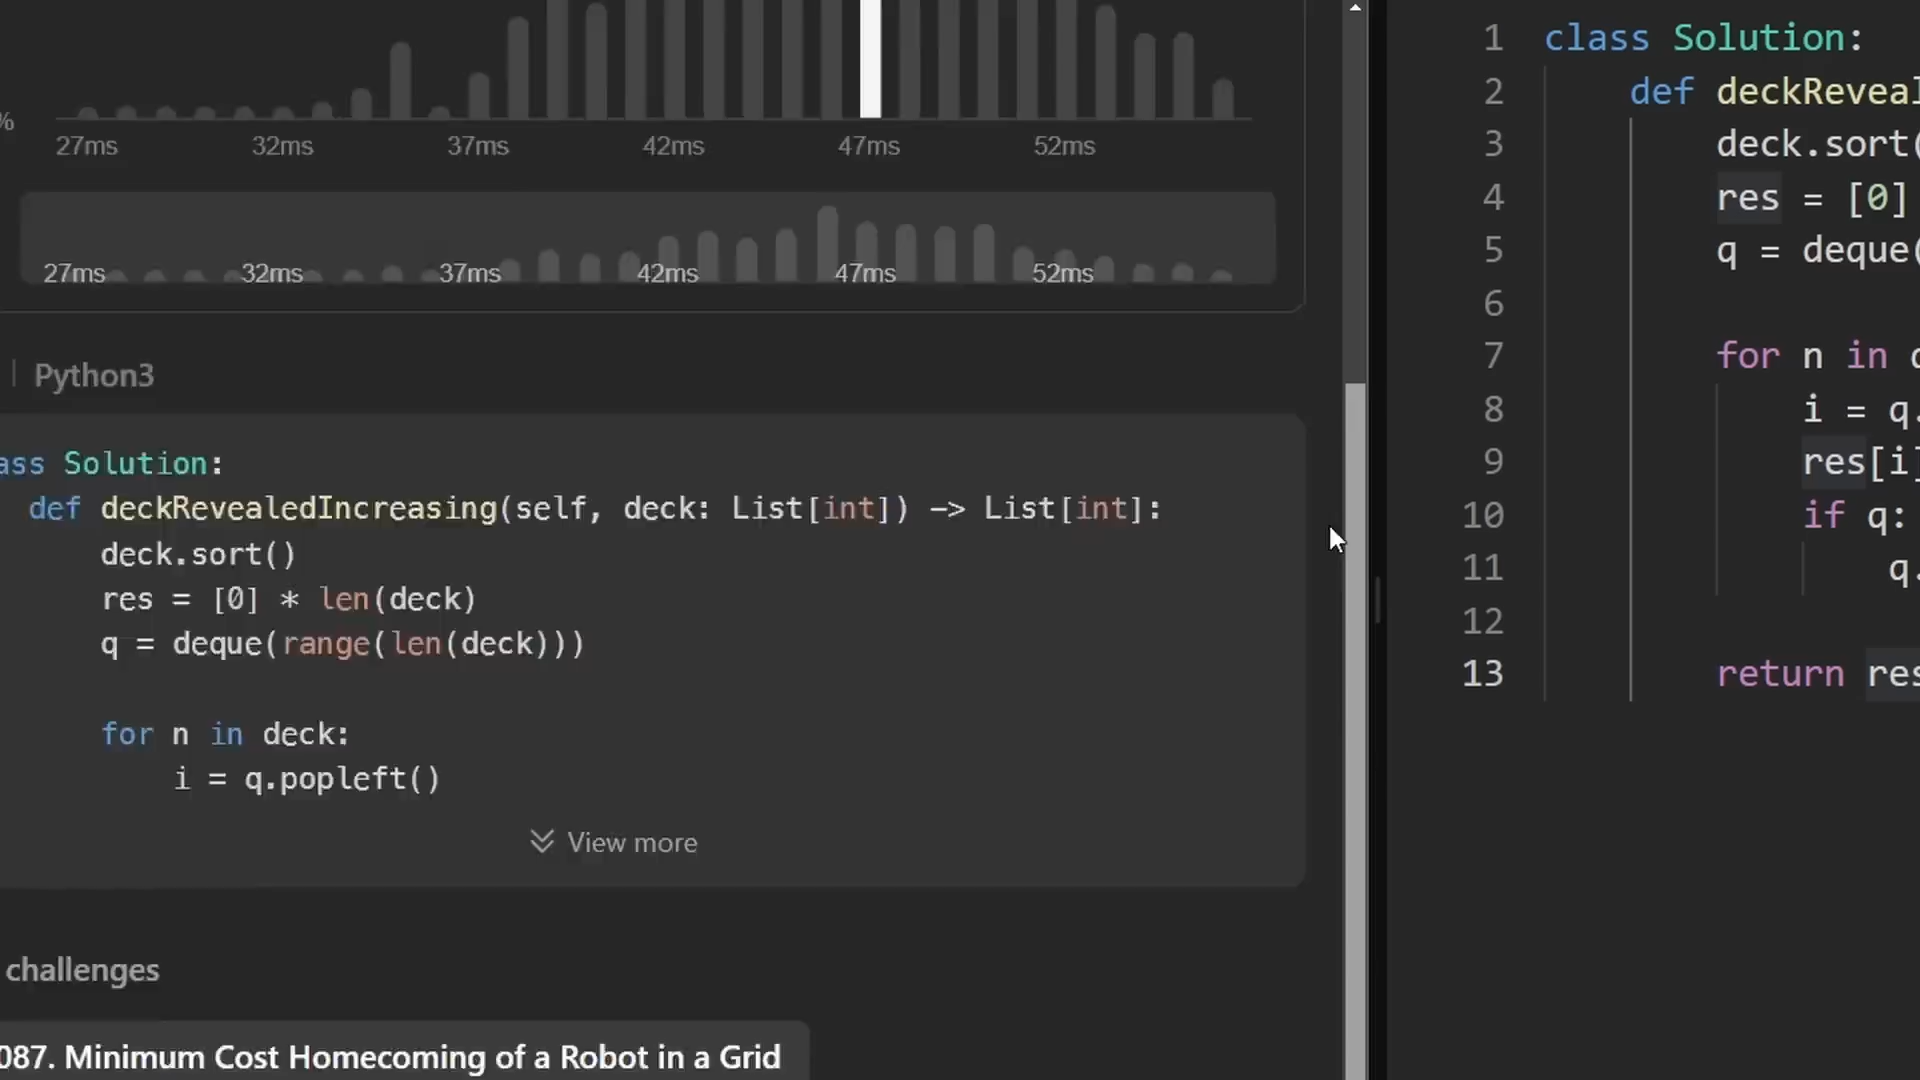 %
27ms 32ms 37ms 42ms 47ms 52ms
27ms 32ms 37ms 42ms 47ms 52ms
Python3
ass Solution:
def deckRevealedIncreasing(self, deck: List[int]) -> List[int]:
deck.sort()
res = [0] * len(deck)
q = deque(range(len(deck)))
for n in deck:
i = q.popleft()
View more
challenges
087. Minimum Cost Homecoming of a Robot in a Grid
1 class Solution:
2 def deckReveal
3 deck.sort(
4 res = [0]
5 q = deque(
6
7 for n in d
8 i = q.
9 res[i]
10 if q:
11 q.
12
13 return res